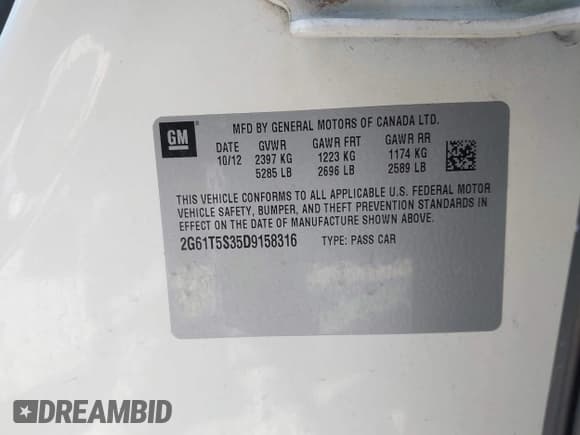 GM
MFD BY GENERAL MOTORS OF CANADA LTD.
DATE GVWR GAWR FRT GAWR RR
10/12 2397 KG 1223 KG 1174 KG
5285 LB 2696 LB 2589 LB
THIS VEHICLE CONFORMS TO ALL APPLICABLE U.S. FEDERAL MOTOR
VEHICLE SAFETY, BUMPER, AND THEFT PREVENTION STANDARDS IN
EFFECT ON THE DATE OF MANUFACTURE SHOWN ABOVE.
2G61T5S35D9158316 TYPE: PASS CAR
DREAMBID